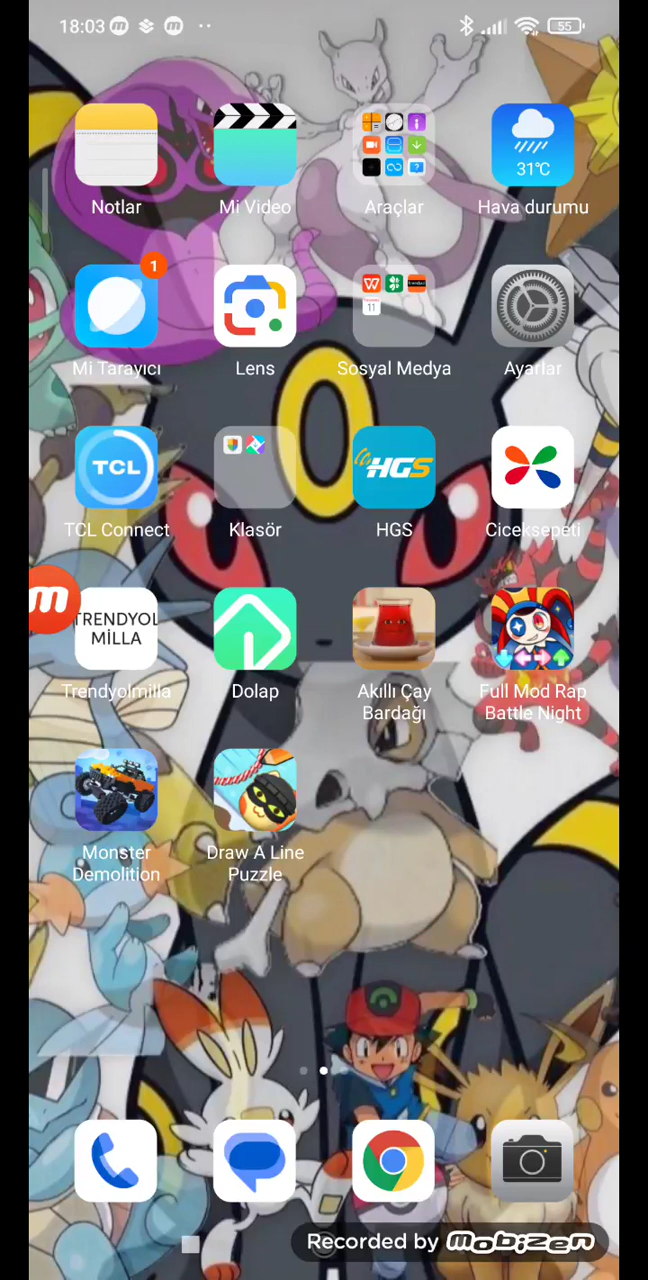 18:03
55
31°C
Notlar
Mi Video
Araçlar
Hava durumu
1
11
Mi Tarayıcı
Lens
Sosyal Medya
Ayarlar
TCL
HGS
TCL Connect
Klasör
HGS
Ciceksepeti
m
TRENDYOL
MİLLA
Trendyolmilla
Dolap
Akıllı Çay
Bardağı
Full Mod Rap
Battle Night
Monster
Demolition
Draw A Line
Puzzle
Recorded by mobizen